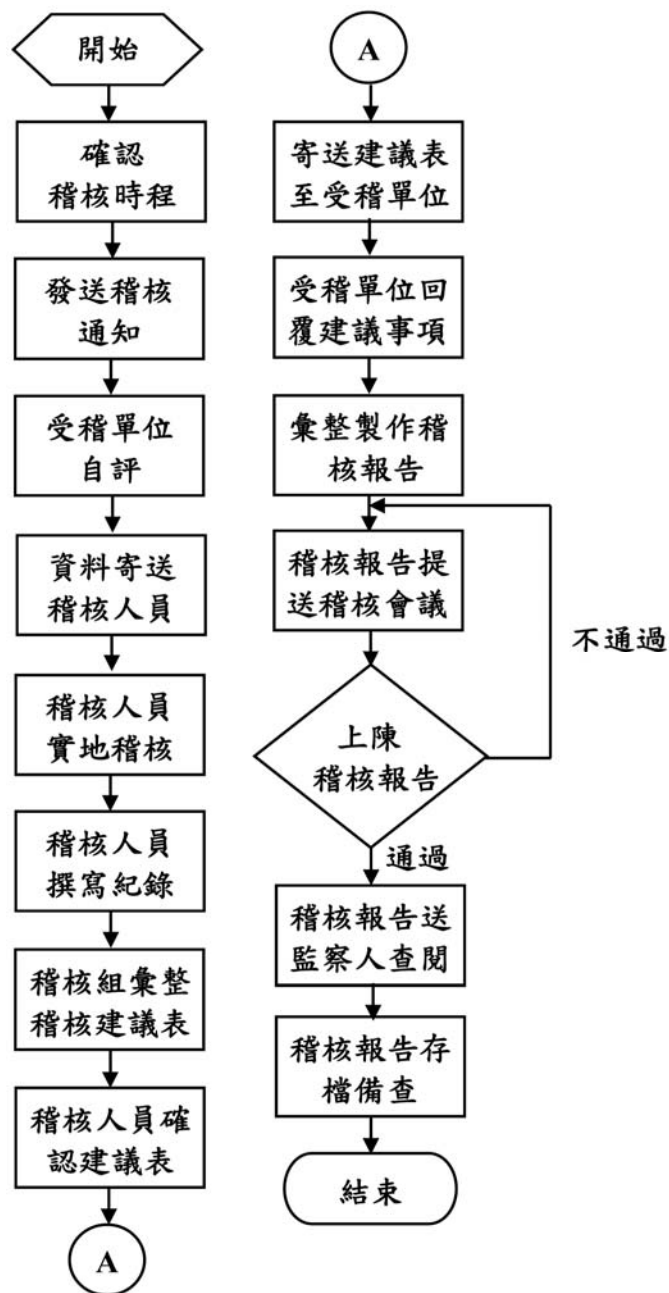 開始
確認
稽核時程
發送稽核
通知
受稽單位
自評
資料寄送
稽核人員
稽核人員
實地稽核
稽核人員
撰寫紀錄
稽核組彙整
稽核建議表
稽核人員確
認建議表
A
A
寄送建議表
至受稽單位
受稽單位回
覆建議事項
彙整製作稽
核報告
稽核報告提
送稽核會議
不通過
上陳
稽核報告
通過
稽核報告送
監察人查閱
稽核報告存
檔備查
結束